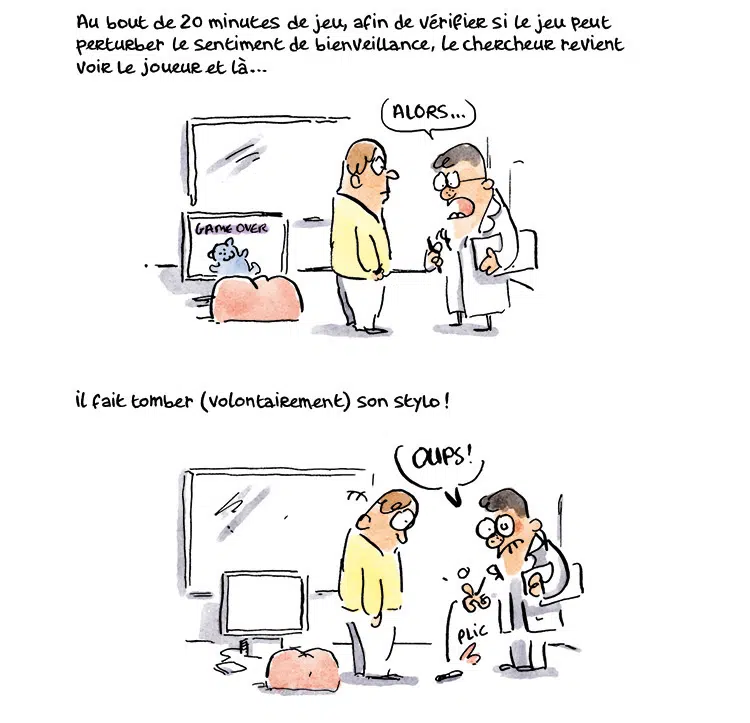 Au bout de 20 minutes de jeu, afin de vérifier si le jeu peut
perturber le sentiment de bienveillance, le chercheur revient
voir le joueur et là...
ALORS...
GAME OVER
il fait tomber (volontairement) son stylo !
OUPS!
PLIC